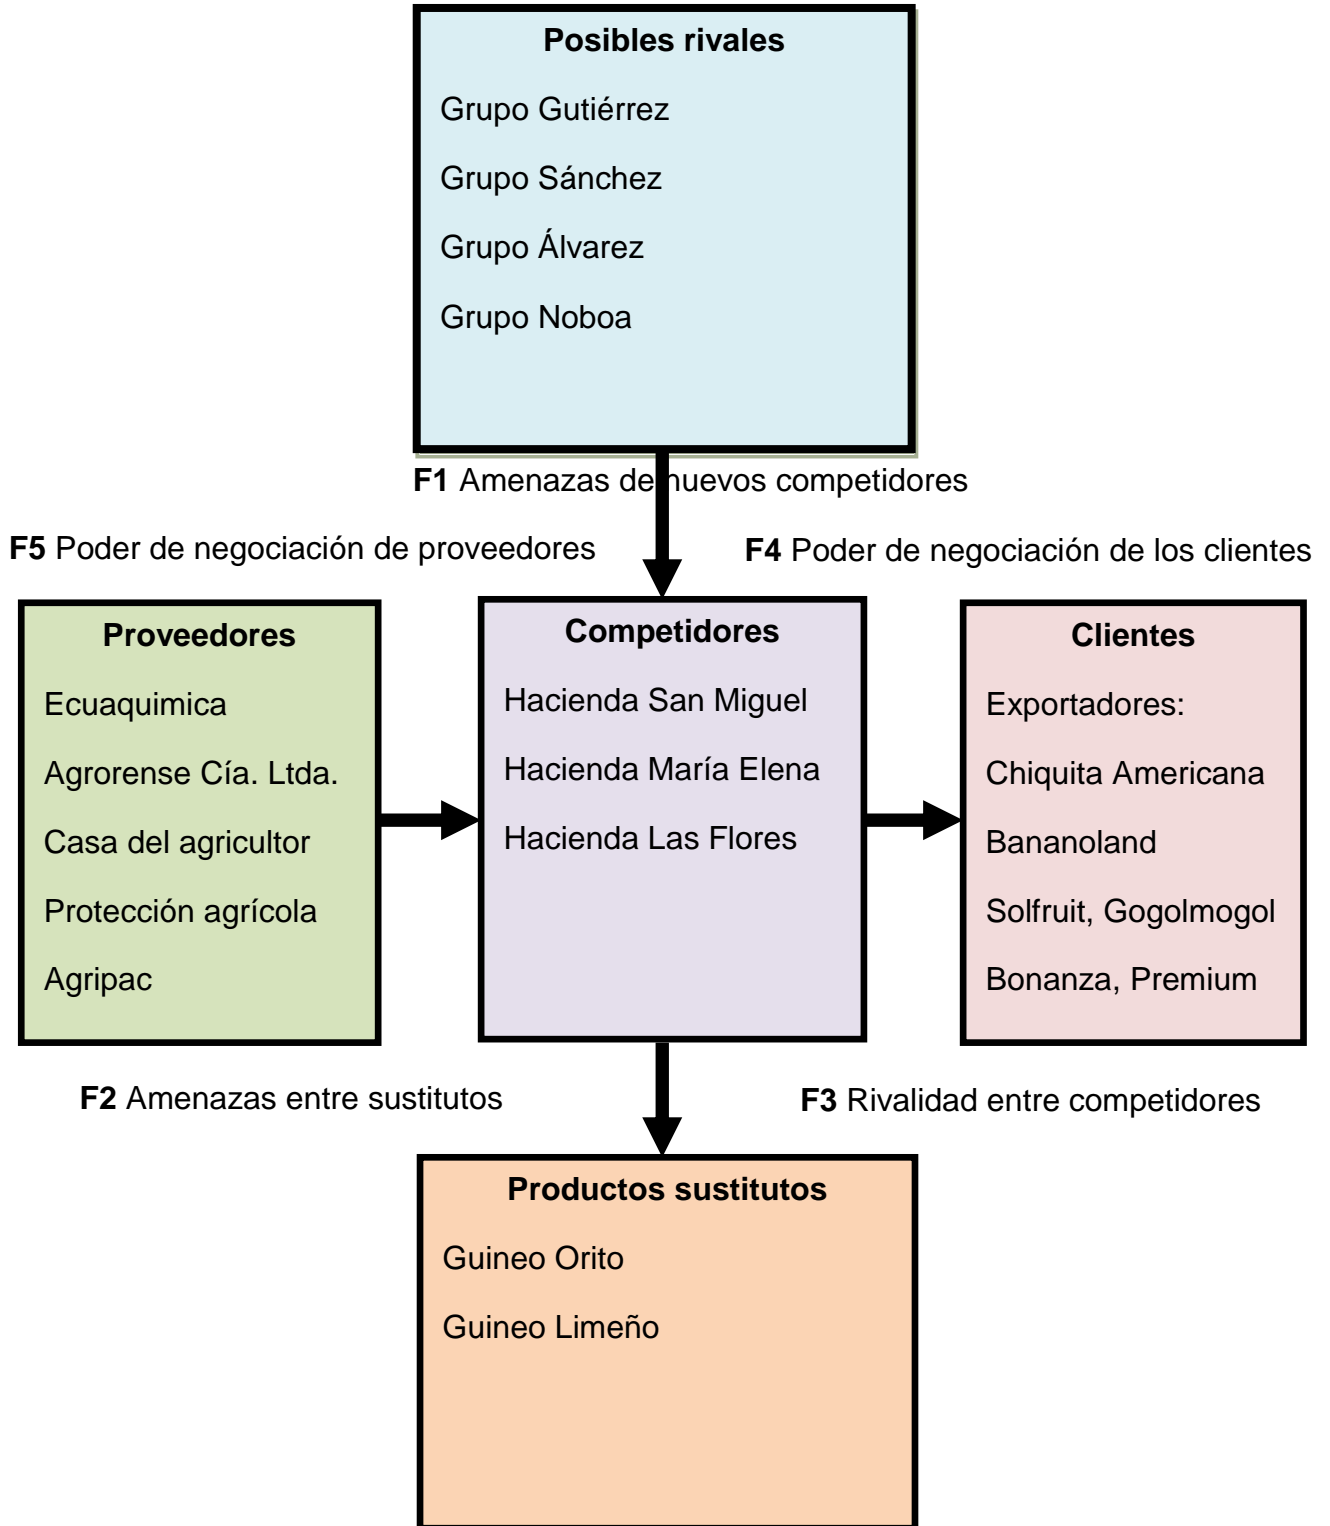 Posibles rivales
Grupo Gutiérrez
Grupo Sánchez
Grupo Álvarez
Grupo Noboa
F1 Amenazas de nuevos competidores
F5 Poder de negociación de proveedores
F4 Poder de negociación de los clientes
Proveedores
Ecuaquimica
Agrorense Cía. Ltda.
Casa del agricultor
Protección agrícola
Agripac
Competidores
Hacienda San Miguel
Hacienda María Elena
Hacienda Las Flores
Clientes
Exportadores:
Chiquita Americana
Bananoland
Solfruit, Gogolmogol
Bonanza, Premium
F2 Amenazas entre sustitutos
F3 Rivalidad entre competidores
Productos sustitutos
Guineo Orito
Guineo Limeño